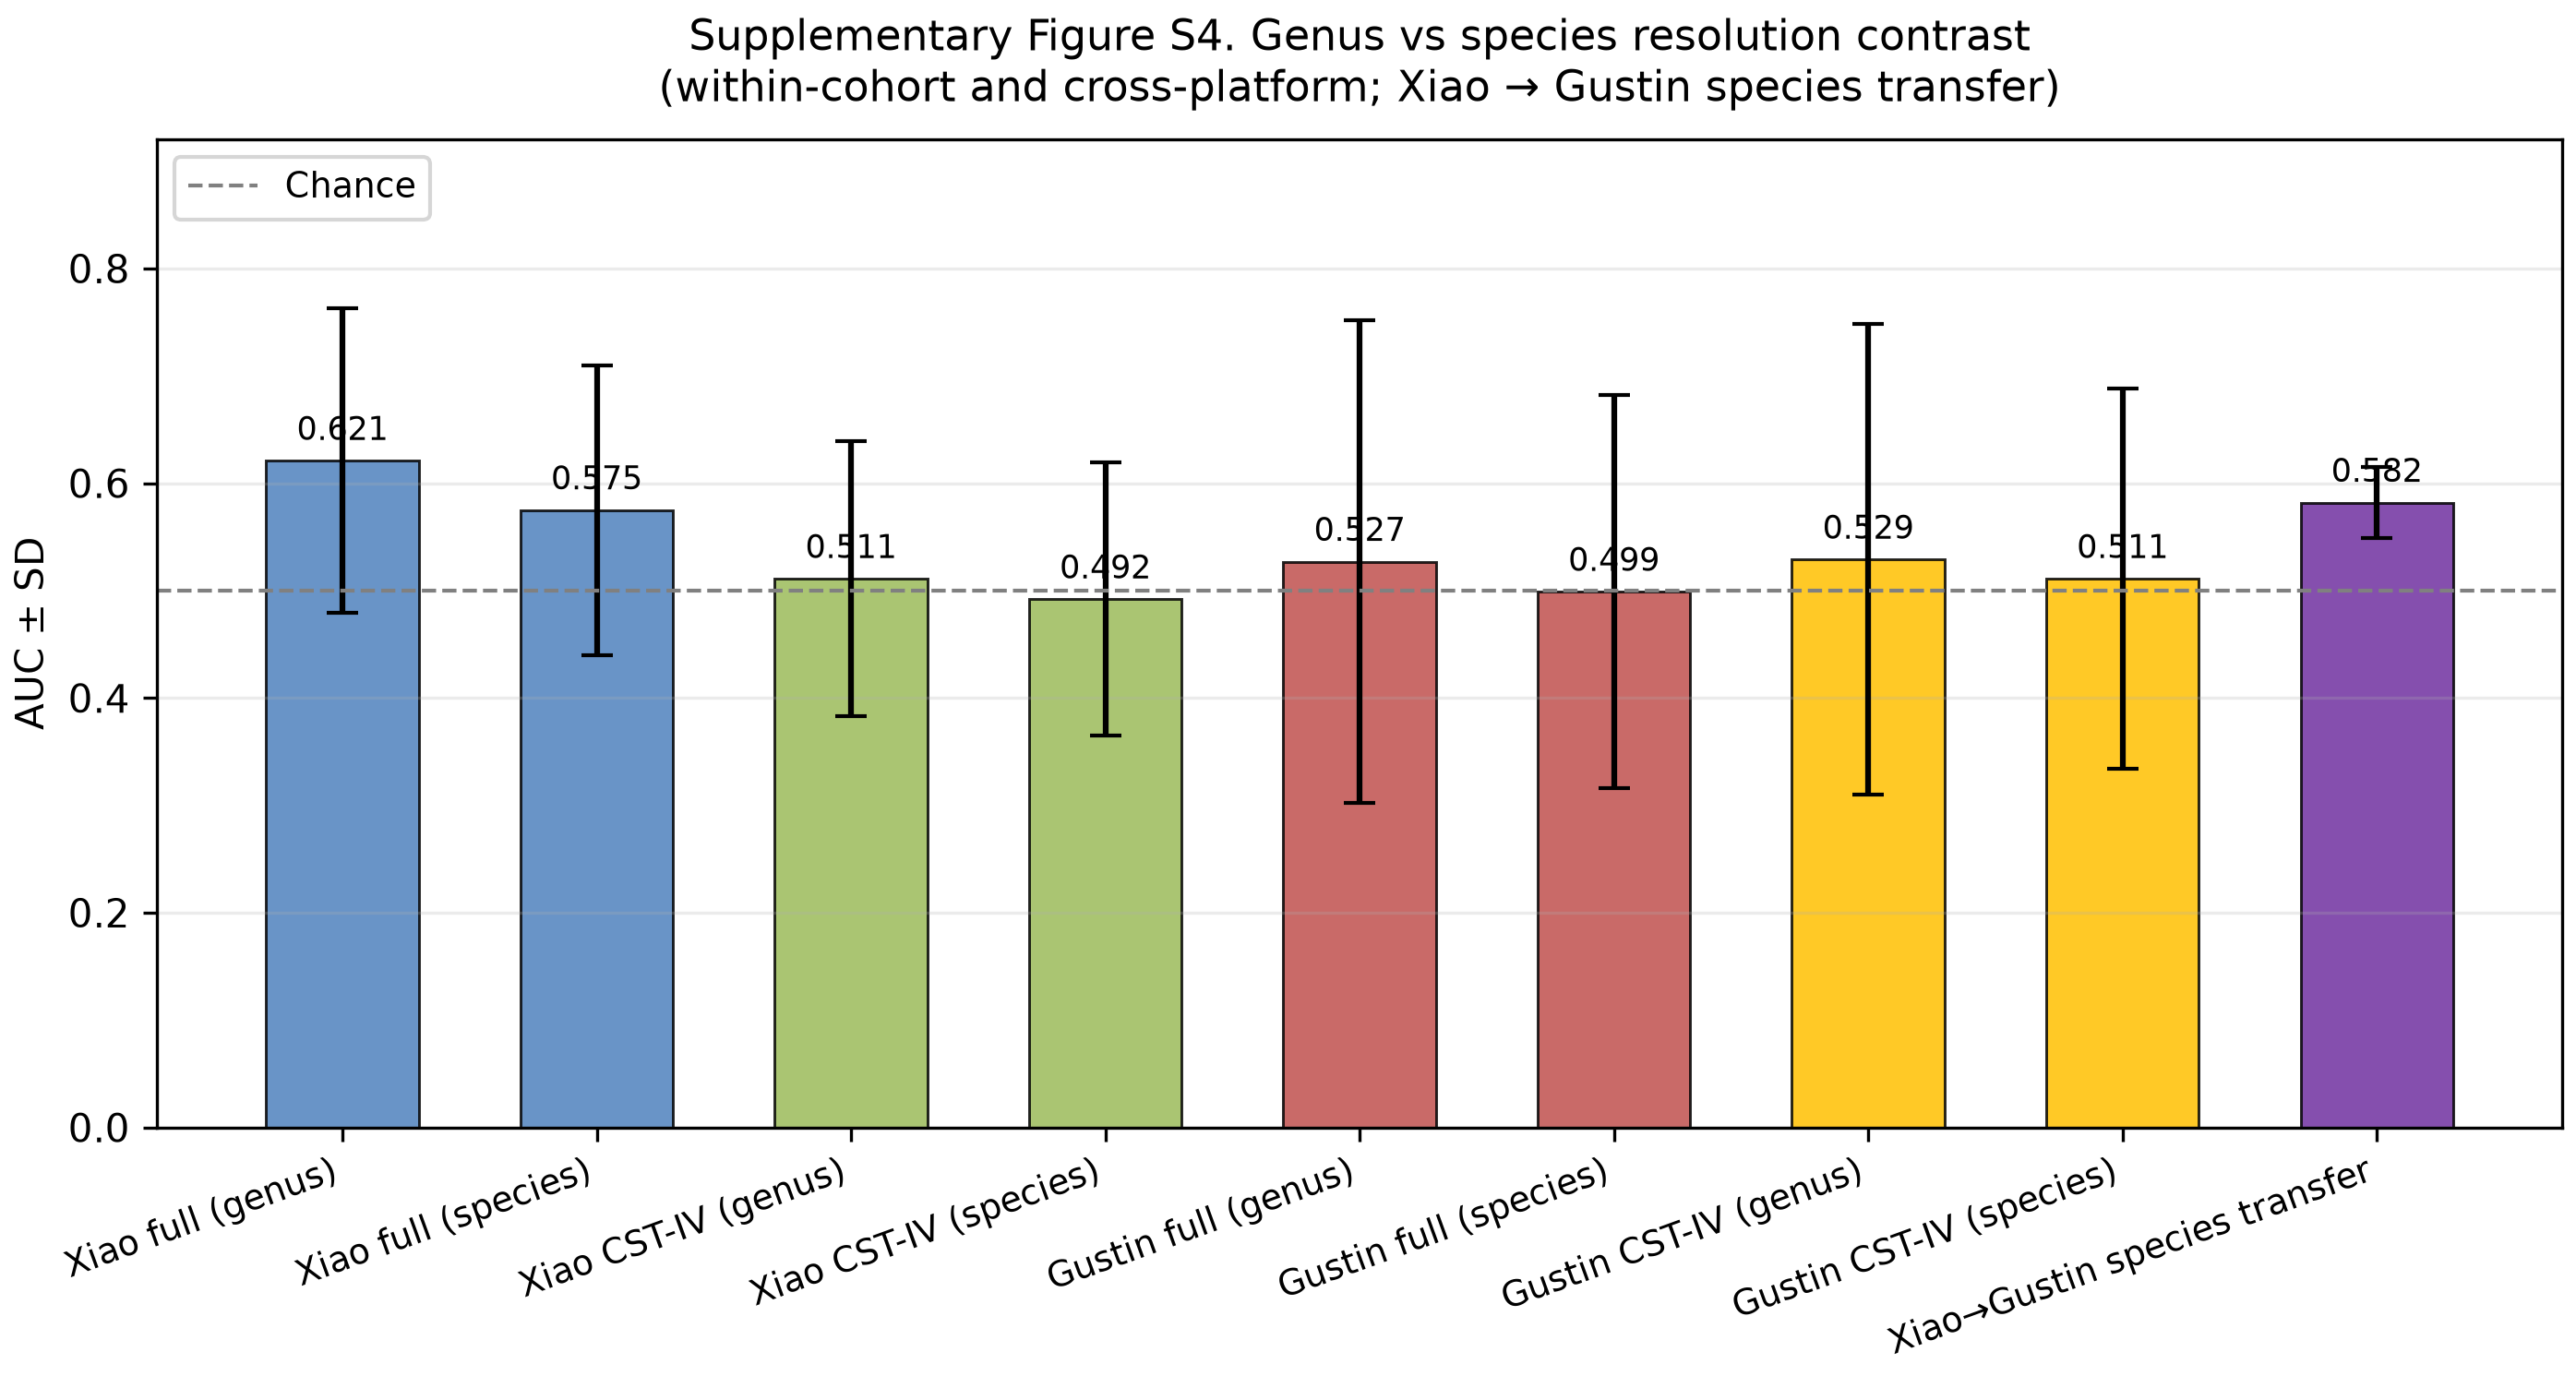 Supplementary Figure S4. Genus vs species resolution contrast
(within-cohort and cross-platform; Xiao → Gustin species transfer)
Chance
AUC ± SD
0.8
0.6
0.4
0.2
0.0
0.621
0.575
0.511
0.492
0.527
0.499
0.529
0.511
0.582
Xiao full (genus)
Xiao full (species)
Xiao CST-IV (genus)
Xiao CST-IV (species)
Gustin full (genus)
Gustin full (species)
Gustin CST-IV (genus)
Gustin CST-IV (species)
Xiao→Gustin species transfer